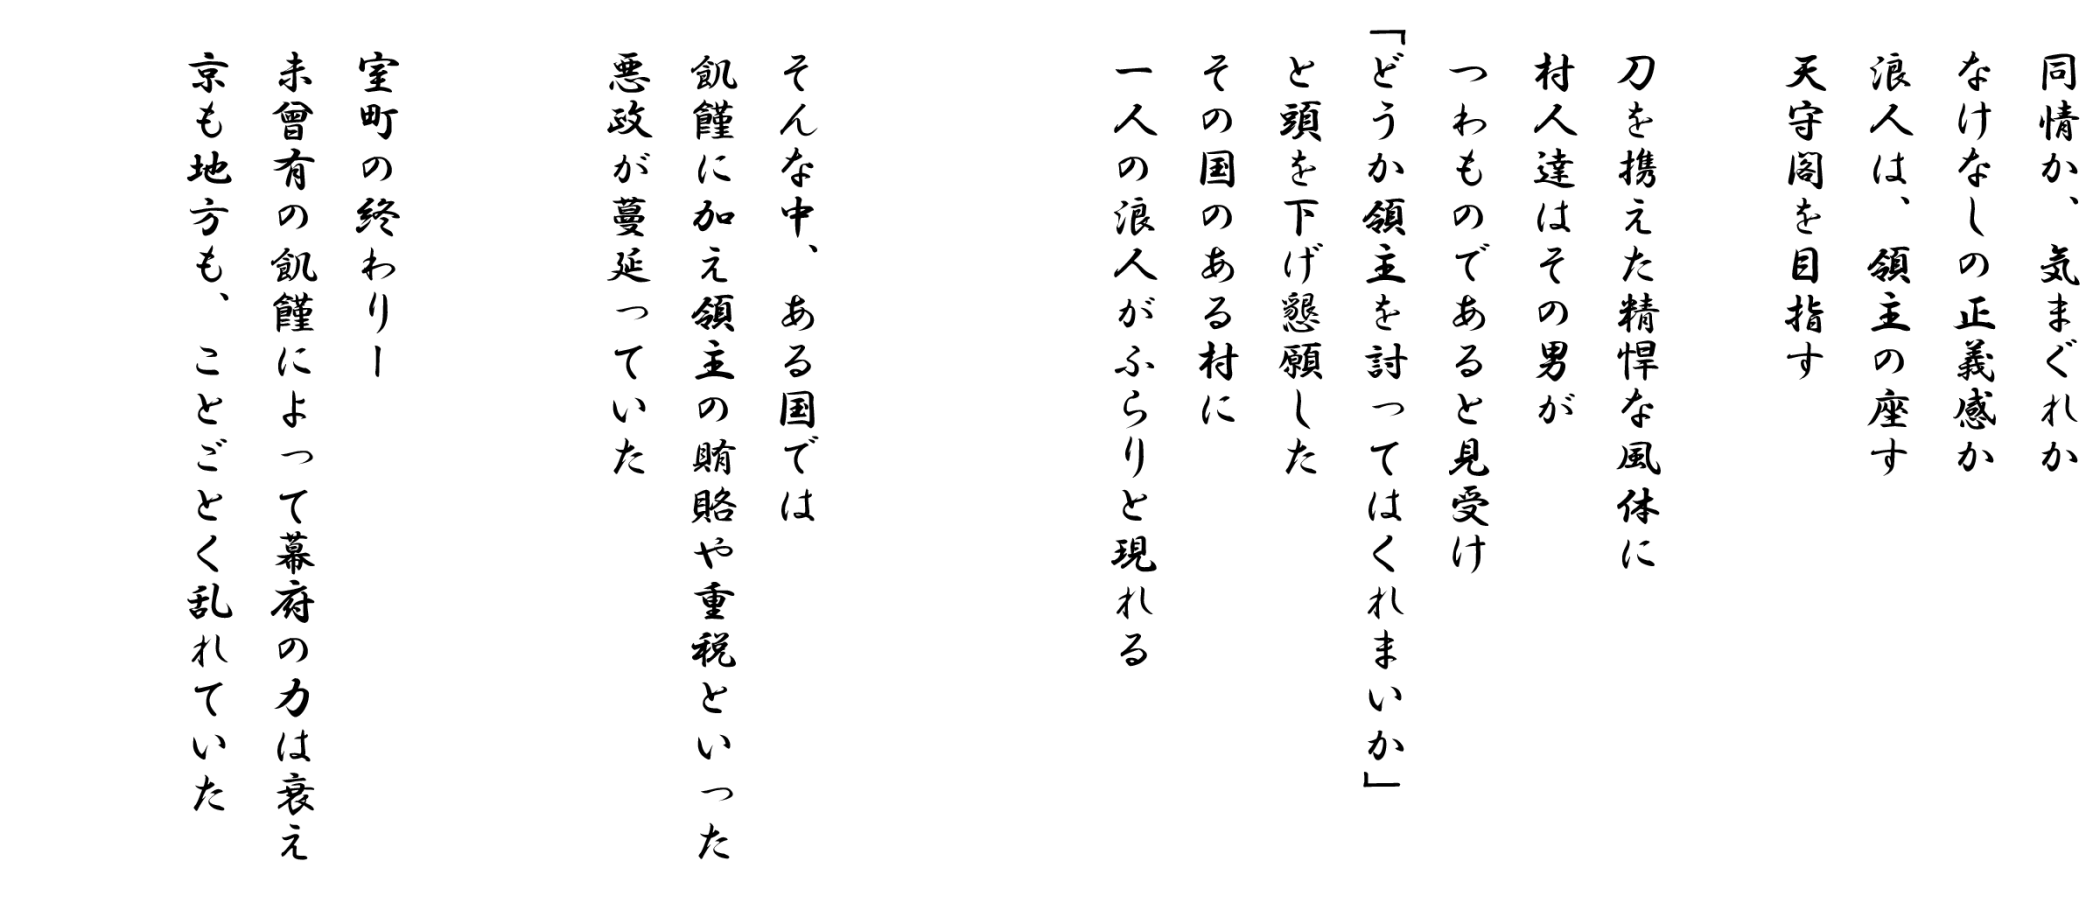 室町の終わりー
未曾有の飢饉によって幕府の力は衰え
京も地方も、ことごとく乱れていた
そんな中、ある国では
飢饉に加え領主の賄賂や重税といった
悪政が蔓延っていた
その国のある村に
一人の浪人がふらりと現れる
刀を携えた精悍な風体に
村人達はその男が
つわものであると見受け
「どうか領主を討ってはくれまいか」
と頭を下げ懇願した
同情か、気まぐれか
なけなしの正義感か
浪人は、領主の座す
天守閣を目指す